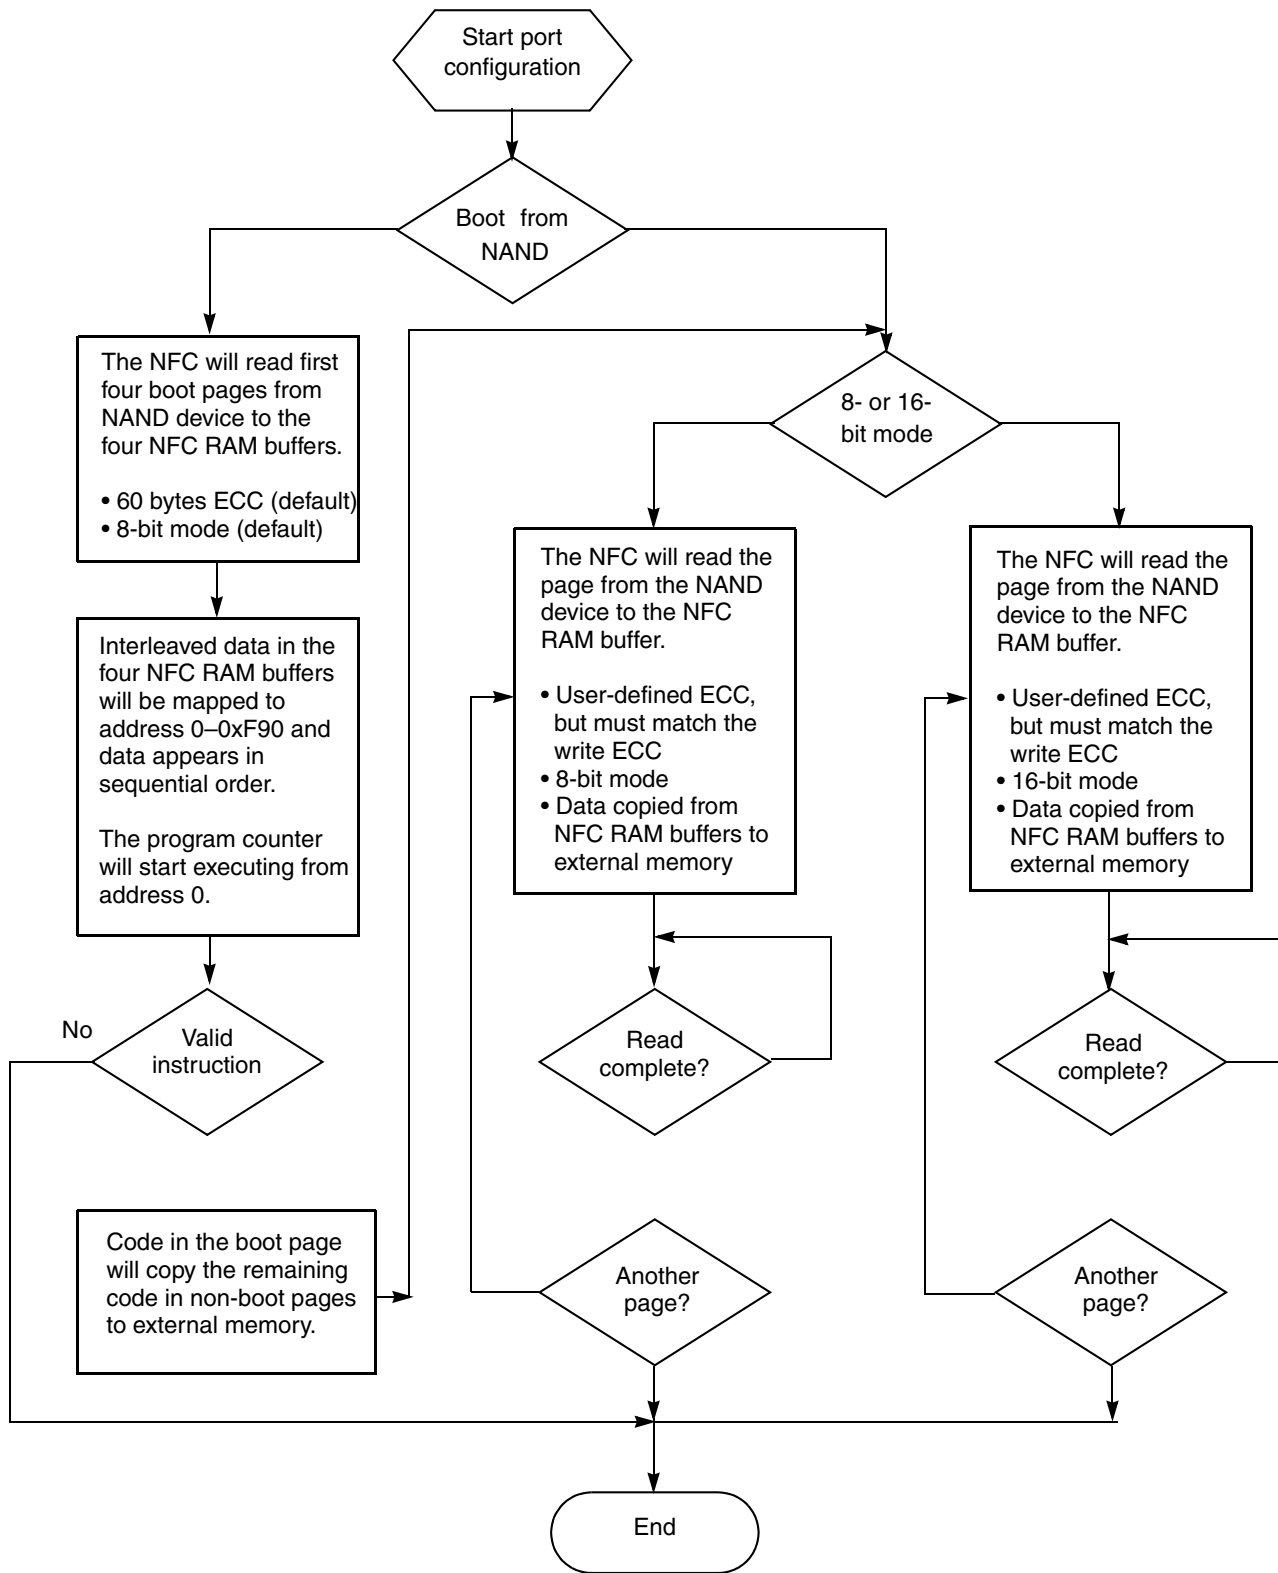 Start port
configuration
Boot from
NAND
The NFC will read first
four boot pages from
NAND device to the
four NFC RAM buffers.
• 60 bytes ECC (default)
• 8-bit mode (default)
8- or 16-
bit mode
Interleaved data in the
four NFC RAM buffers
will be mapped to
address 0–0xF90 and
data appears in
sequential order.
The program counter
will start executing from
address 0.
The NFC will read the
page from the NAND
device to the NFC
RAM buffer.
• User-defined ECC,
but must match the
write ECC
• 8-bit mode
• Data copied from
NFC RAM buffers to
external memory
The NFC will read the
page from the NAND
device to the NFC
RAM buffer.
• User-defined ECC,
but must match the
write ECC
• 16-bit mode
• Data copied from
NFC RAM buffers to
external memory
No
Valid
instruction
Read
complete?
Read
complete?
Code in the boot page
will copy the remaining
code in non-boot pages
to external memory.
Another
page?
Another
page?
End